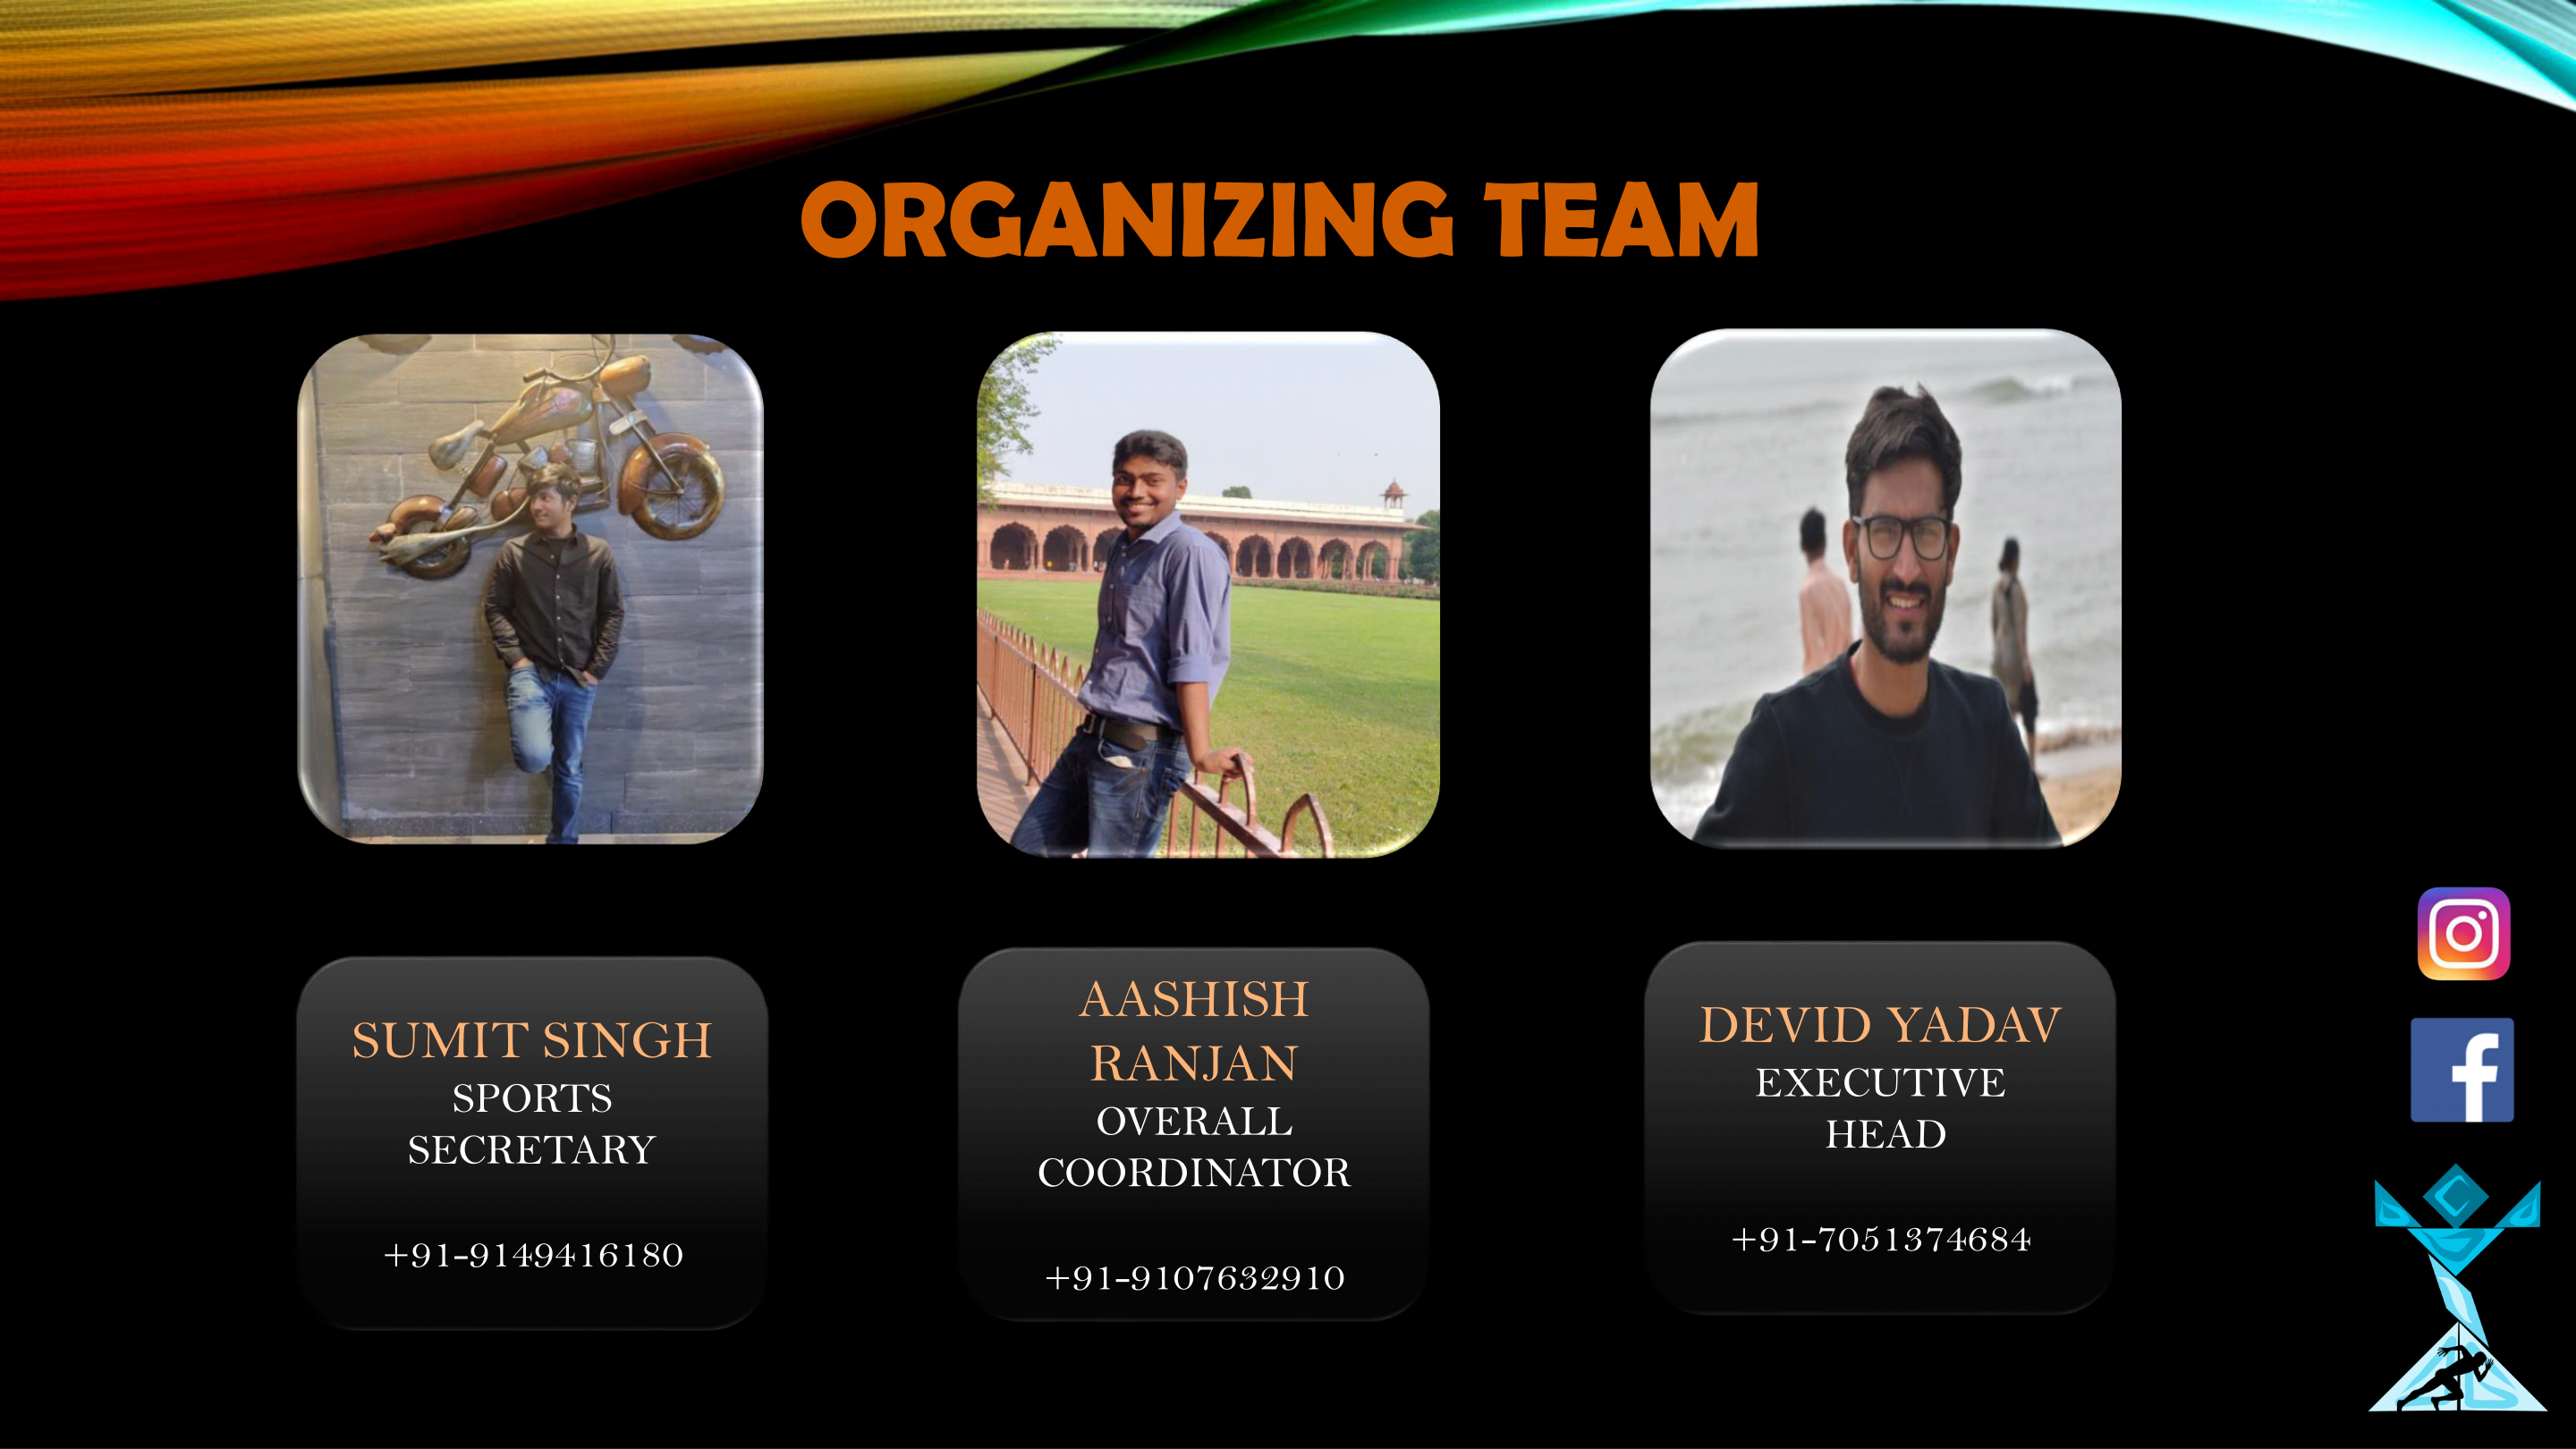 ORGANIZING TEAM
SUMIT SINGH
SPORTS
SECRETARY
+91-9149416180
AASHISH
RANJAN
OVERALL
COORDINATOR
+91-9107632910
DEVID YADAV
EXECUTIVE
HEAD
+91-7051374684